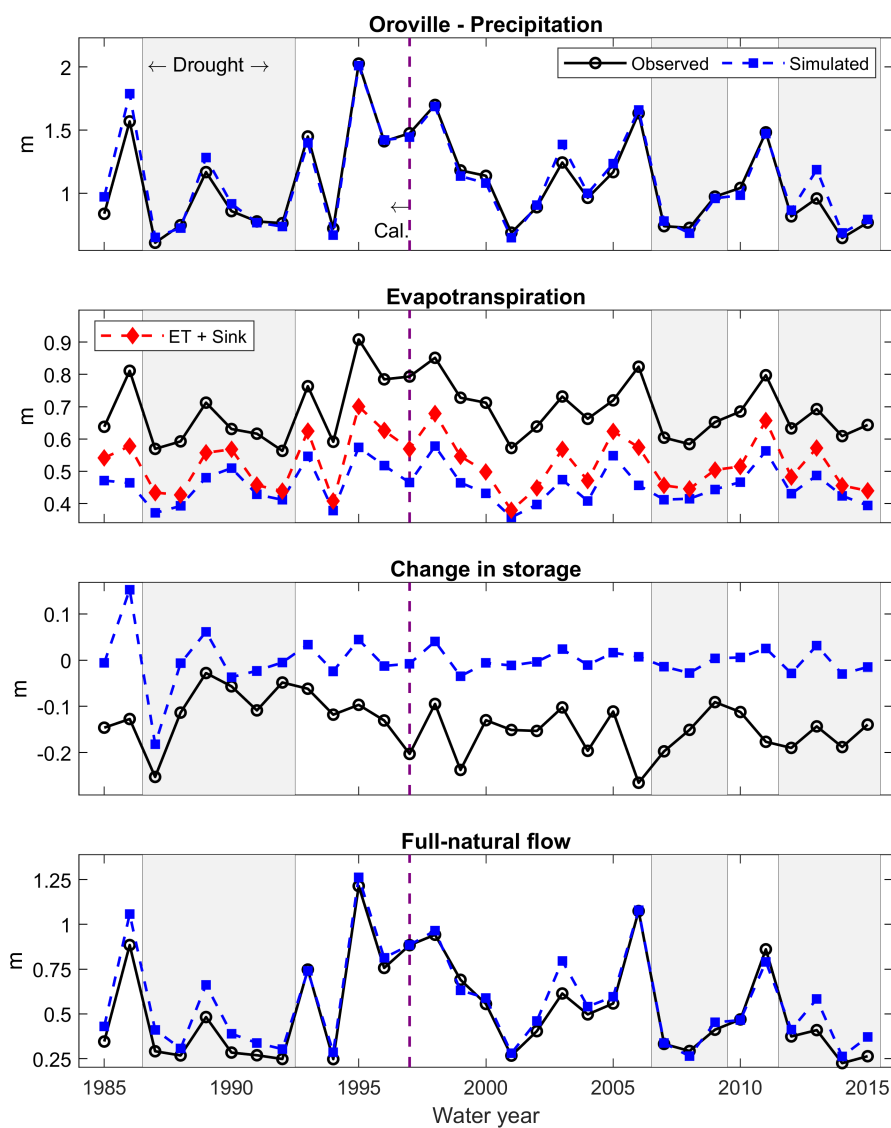 Oroville - Precipitation
← Drought →
Observed
Simulated
2
1.5
1
m
←
Cal.
Evapotranspiration
ET + Sink
0.9
0.8
0.7
0.6
0.5
0.4
m
Change in storage
0.1
0
-0.1
-0.2
m
Full-natural flow
1.25
1
0.75
0.5
0.25
m
1985 1990 1995 2000 2005 2010 2015
Water year